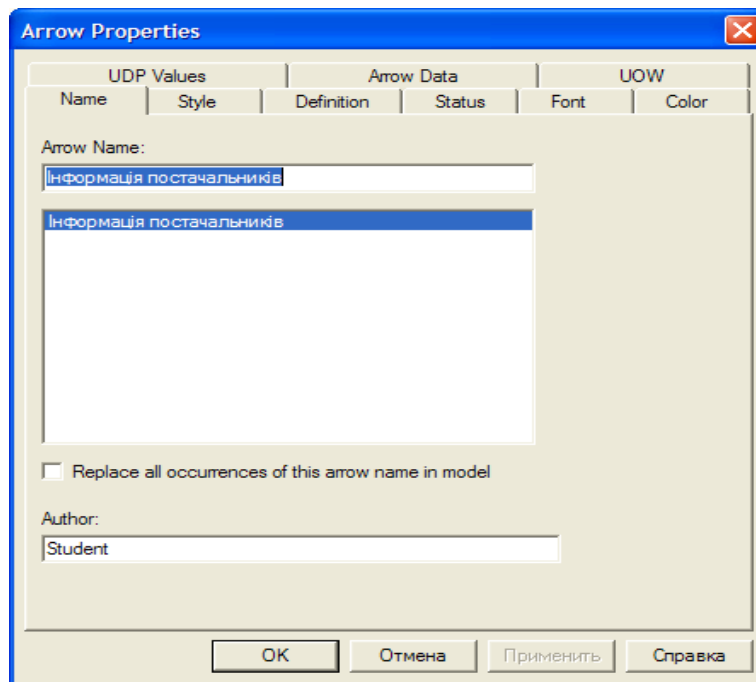 Arrow Properties
UDP Values Arrow Data UOW
Name Style Definition Status Font Color
Arrow Name:
Інформація постачальників
Інформація постачальників
Replace all occurrences of this arrow name in model
Author:
Student
OK Отмена Применить Справка